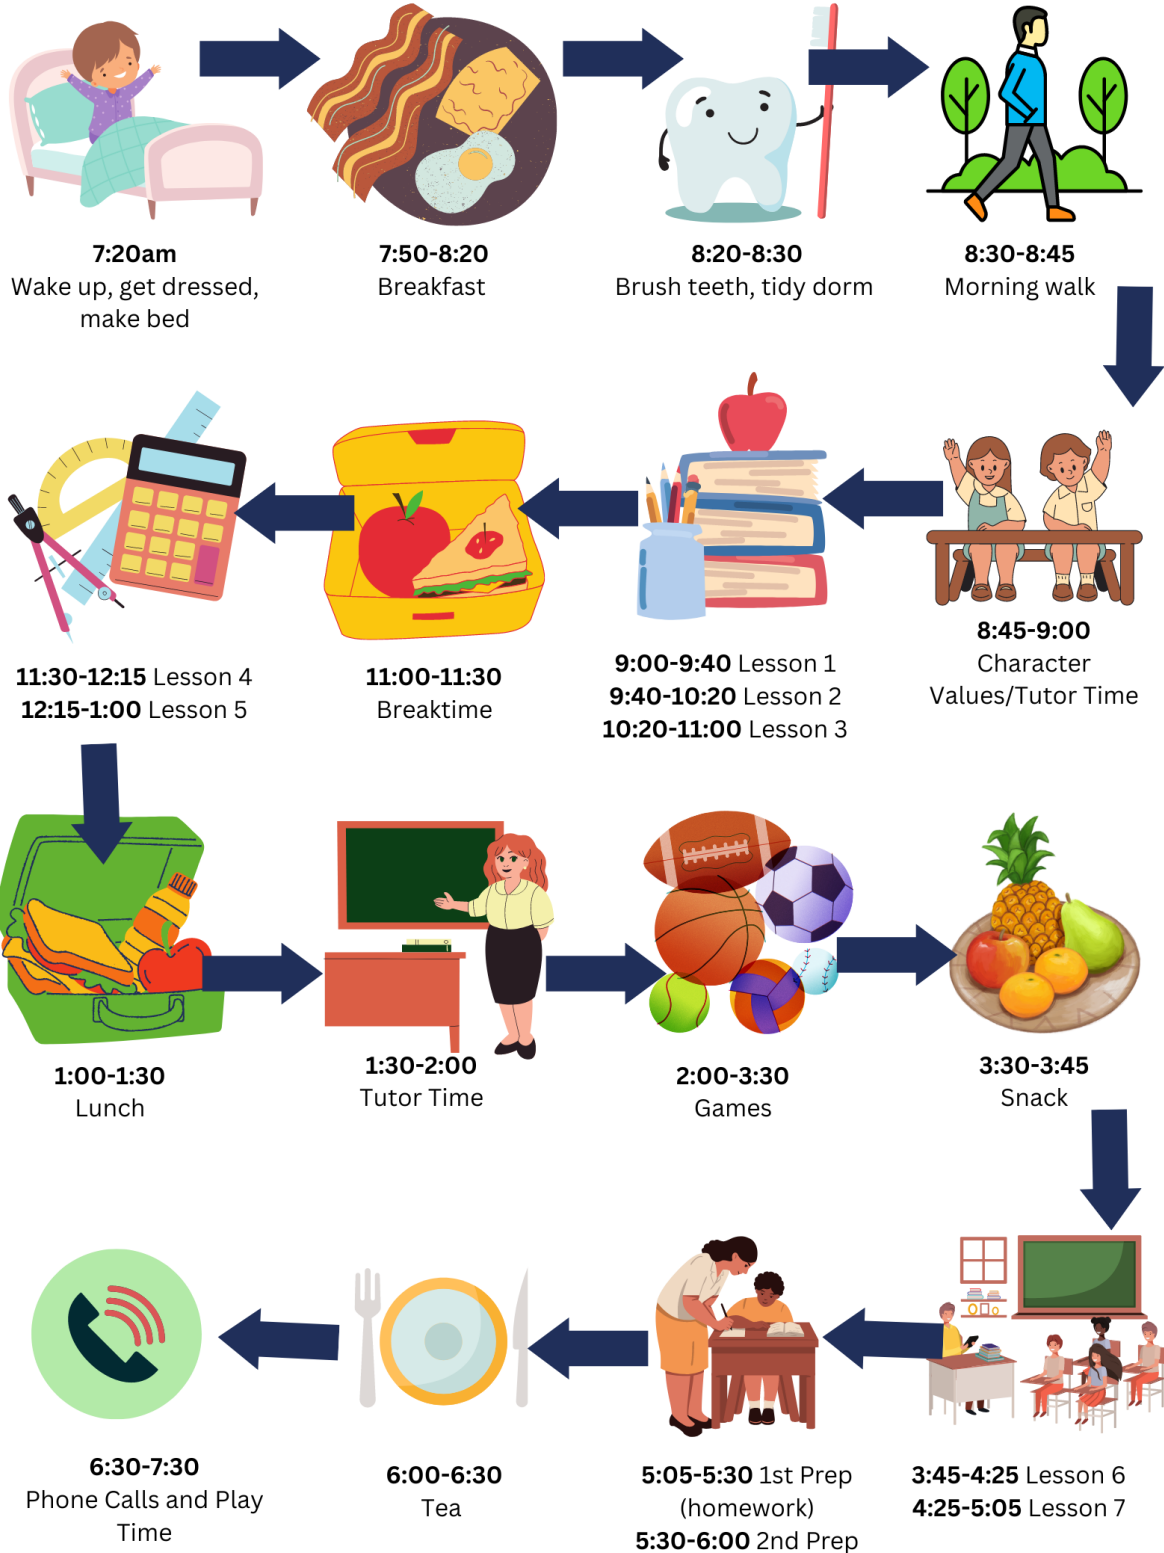 7:20am
Wake up, get dressed,
make bed
7:50-8:20
Breakfast
8:20-8:30
Brush teeth, tidy dorm
8:30-8:45
Morning walk
8:45-9:00
Character
Values/Tutor Time
9:00-9:40 Lesson 1
9:40-10:20 Lesson 2
10:20-11:00 Lesson 3
11:00-11:30
Breaktime
11:30-12:15 Lesson 4
12:15-1:00 Lesson 5
1:00-1:30
Lunch
1:30-2:00
Tutor Time
2:00-3:30
Games
3:30-3:45
Snack
3:45-4:25 Lesson 6
4:25-5:05 Lesson 7
5:05-5:30 1st Prep
(homework)
5:30-6:00 2nd Prep
6:00-6:30
Tea
6:30-7:30
Phone Calls and Play
Time